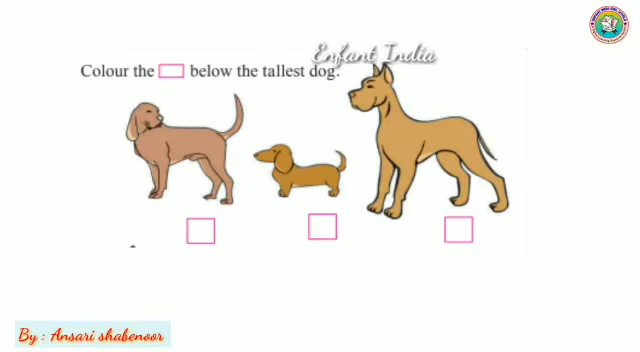 Enfant India
Colour the below the tallest dog.
By : Ansari shabenoor